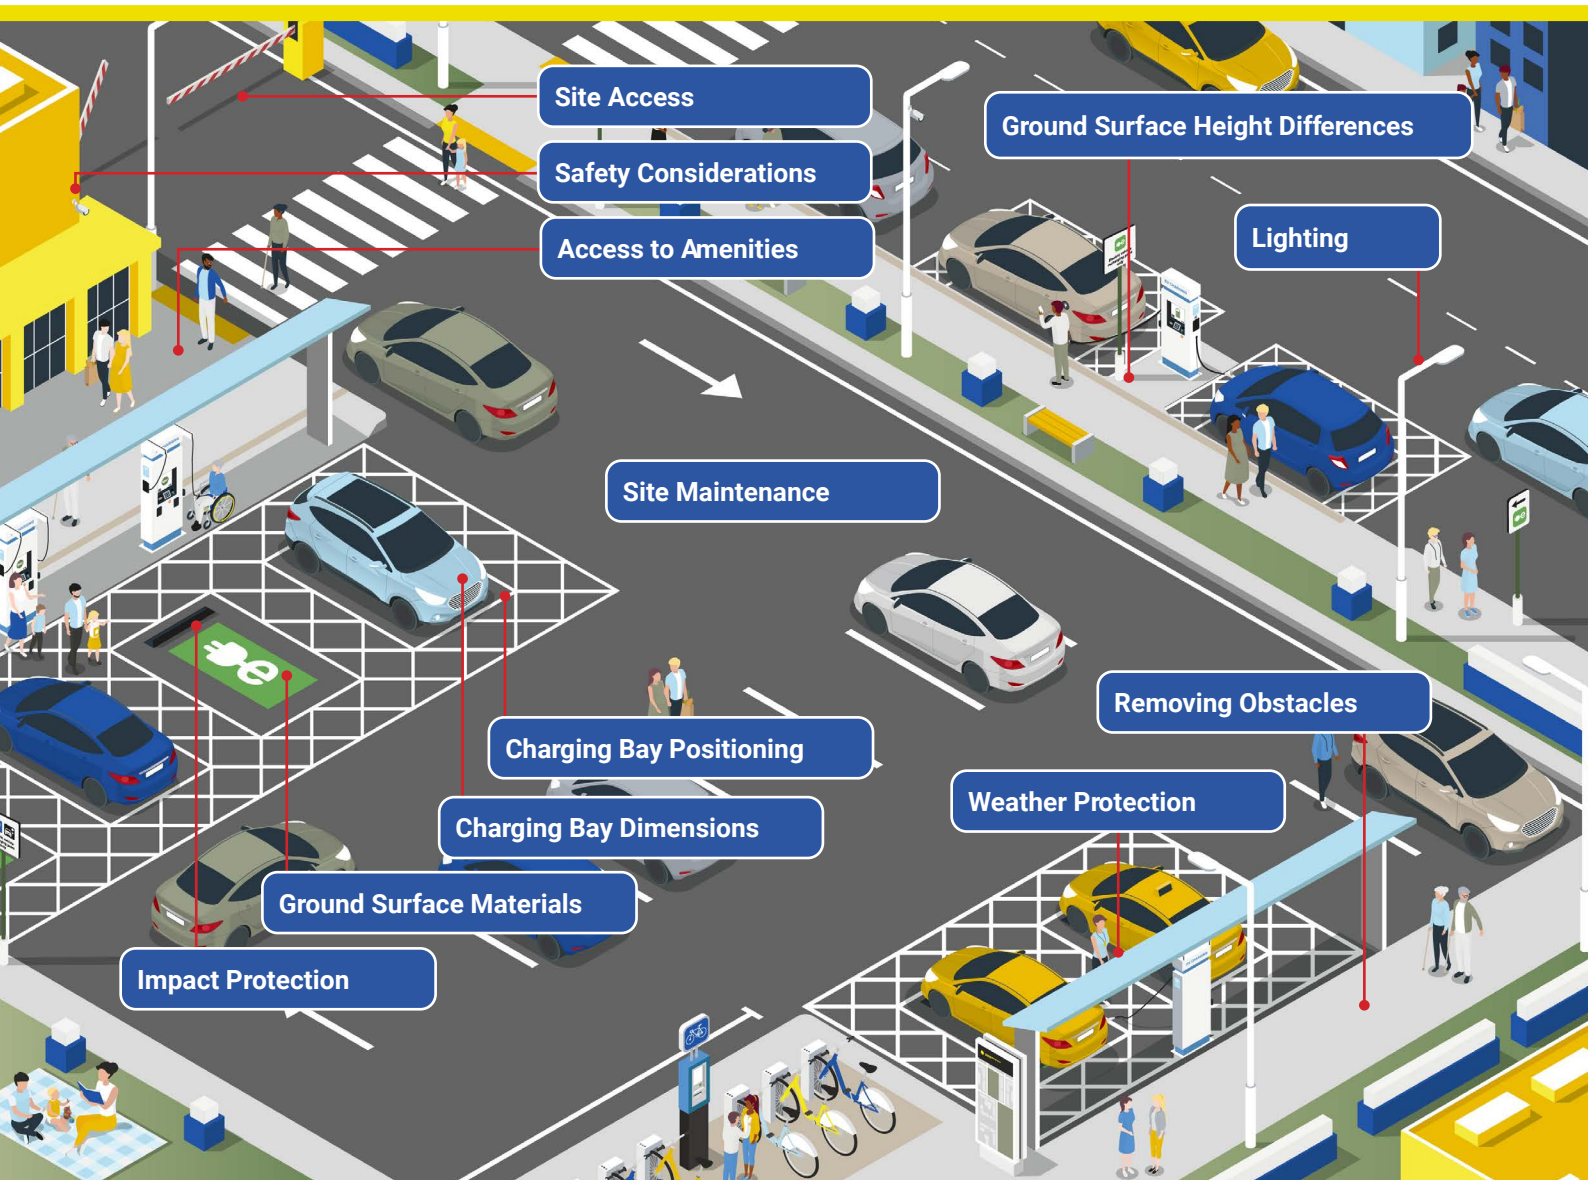 Site Access
Ground Surface Height Differences
Safety Considerations
Lighting
Access to Amenities
Site Maintenance
Removing Obstacles
Charging Bay Positioning
Weather Protection
Charging Bay Dimensions
Ground Surface Materials
Impact Protection
e